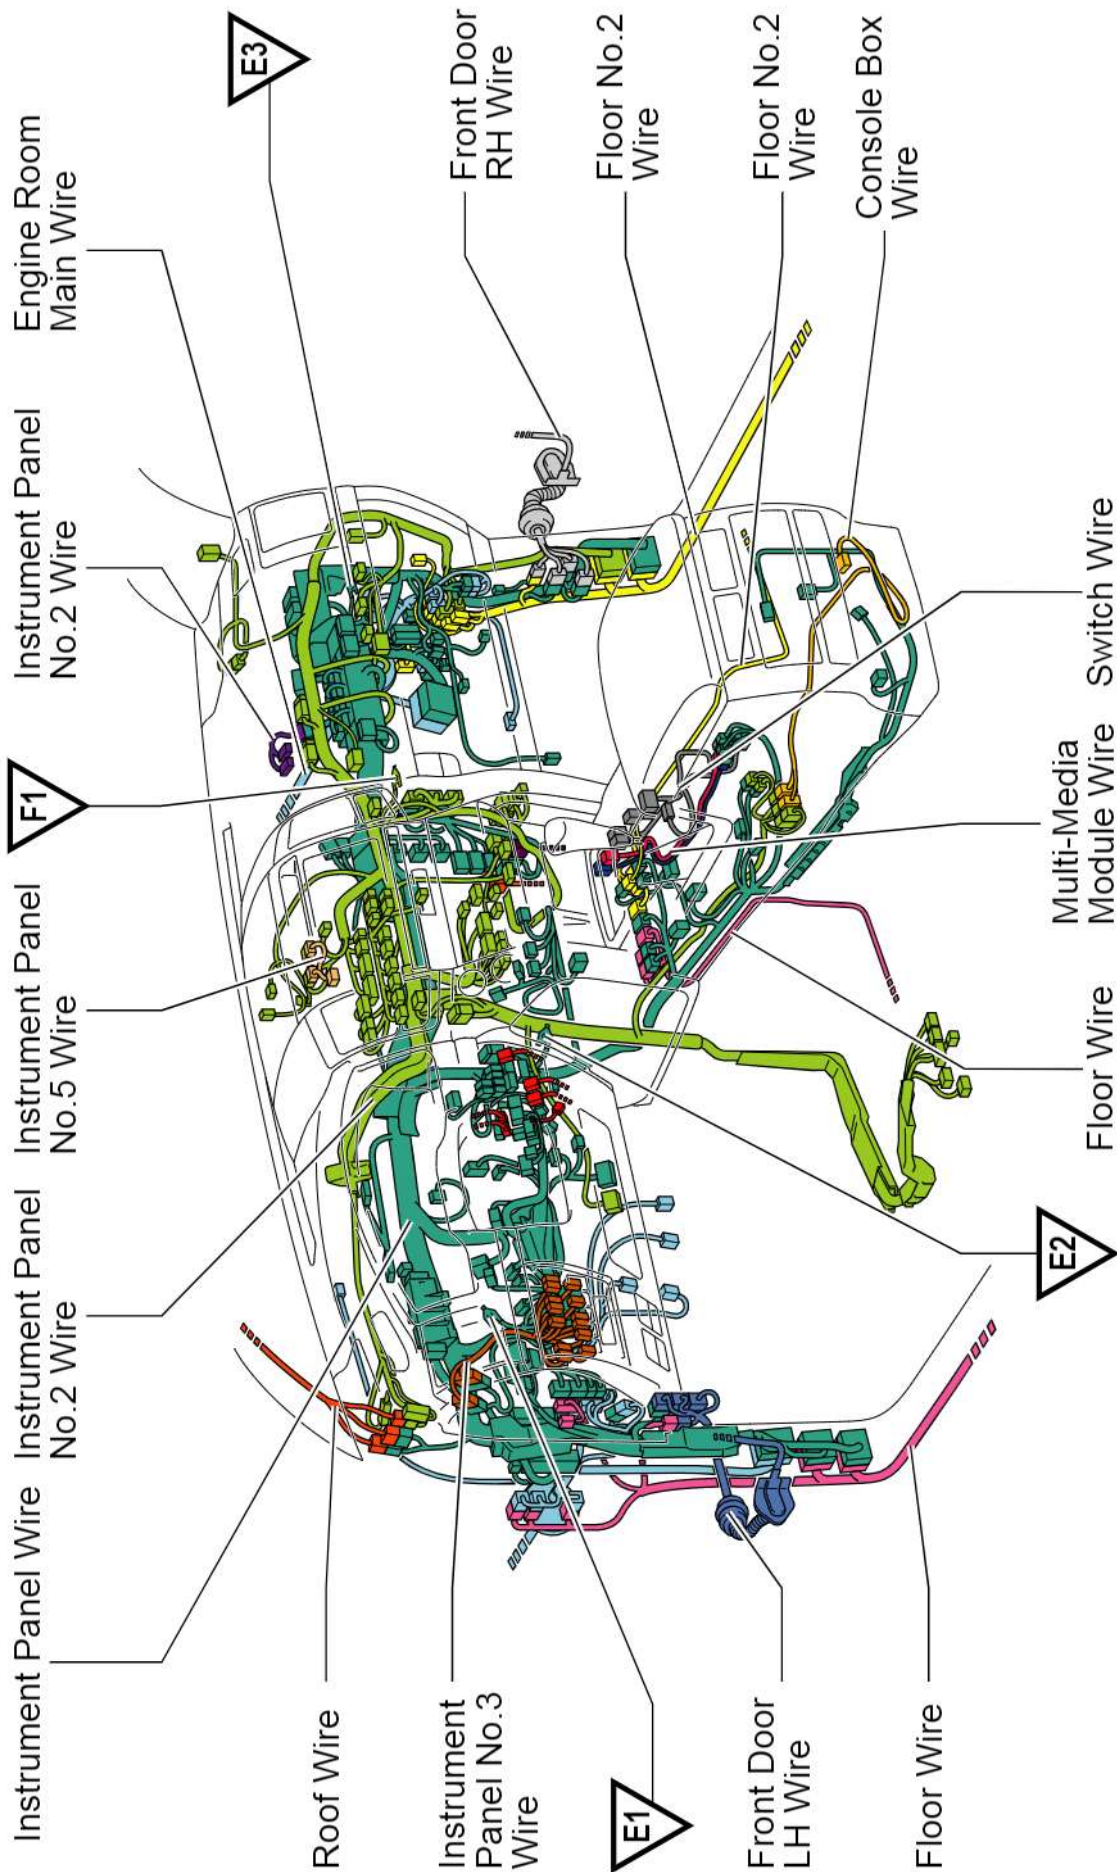 Instrument Panel Wire
Instrument Panel
No.2 Wire
Instrument Panel
No.5 Wire
F1
Instrument Panel
No.2 Wire
Engine Room
Main Wire
E3
Roof Wire
Instrument
Panel No.3
Wire
E1
Front Door
LH Wire
Floor Wire
Front Door
RH Wire
Floor No.2
Wire
Floor No.2
Wire
Console Box
Wire
E2
Floor Wire
Multi-Media
Module Wire
Switch Wire